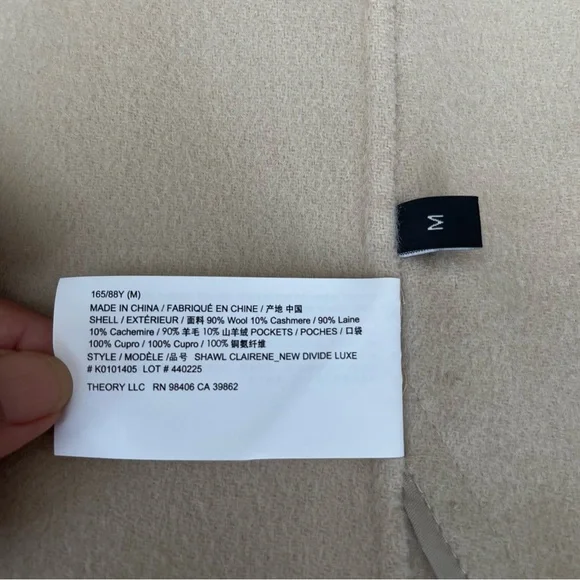 M
165/88Y (M)
MADE IN CHINA / FABRIQUÉ EN CHINE / 产地 中国
SHELL / EXTÉRIEUR / 面料 90% Wool 10% Cashmere / 90% Laine
10% Cachemire / 90% 羊毛 10% 山羊绒 POCKETS / POCHES / 口袋
100% Cupro / 100% Cupro / 100% 铜氨纤维
STYLE / MODÈLE /品号 SHAWL CLAIRENE_NEW DIVIDE LUXE
# K0101405 LOT # 440225
THEORY LLC RN 98406 CA 39862